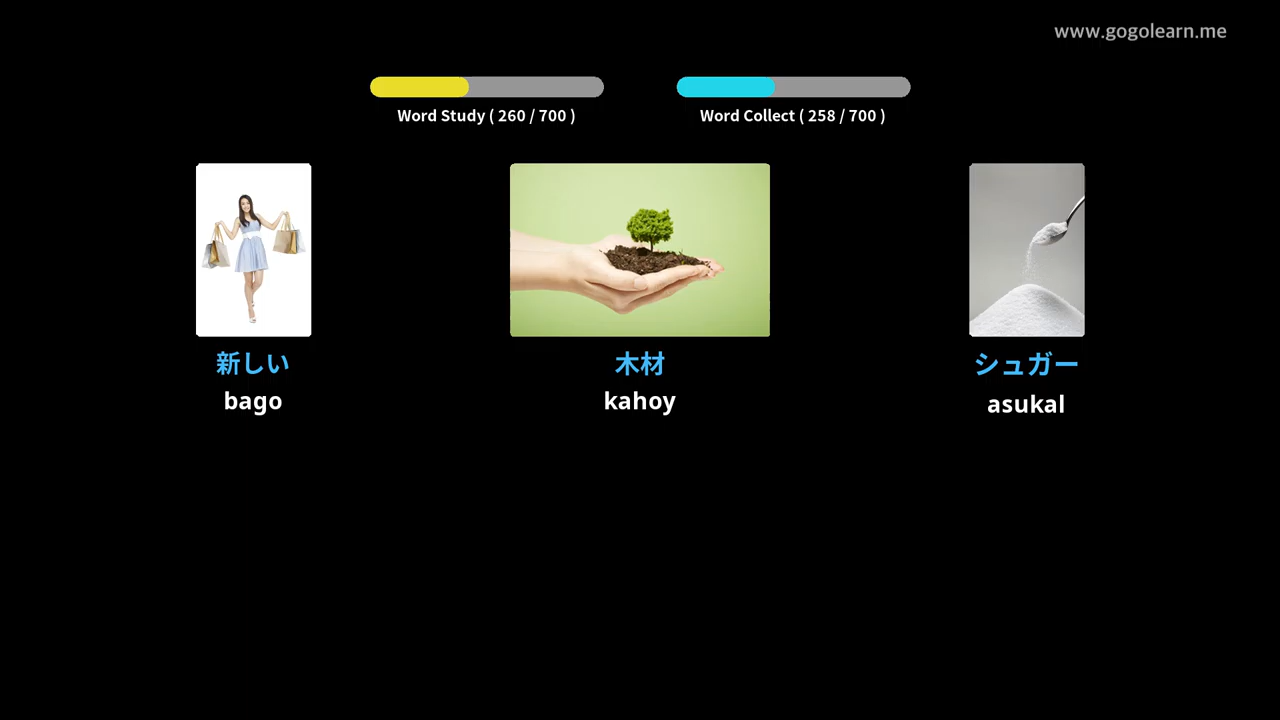 www.gogolearn.me
Word Study ( 260 / 700 )
Word Collect ( 258 / 700 )
新しい
bago
木材
kahoy
シュガー
asukal